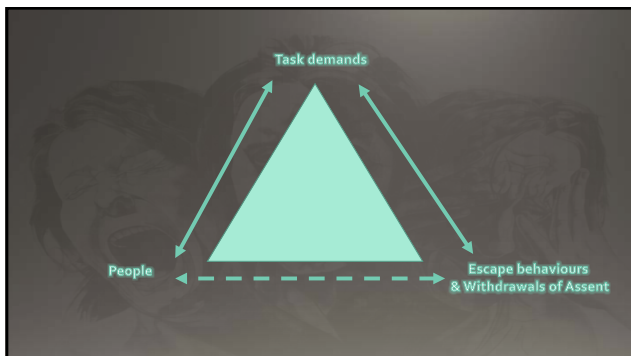 Task demands
People
Escape behaviours
& Withdrawals of Assent